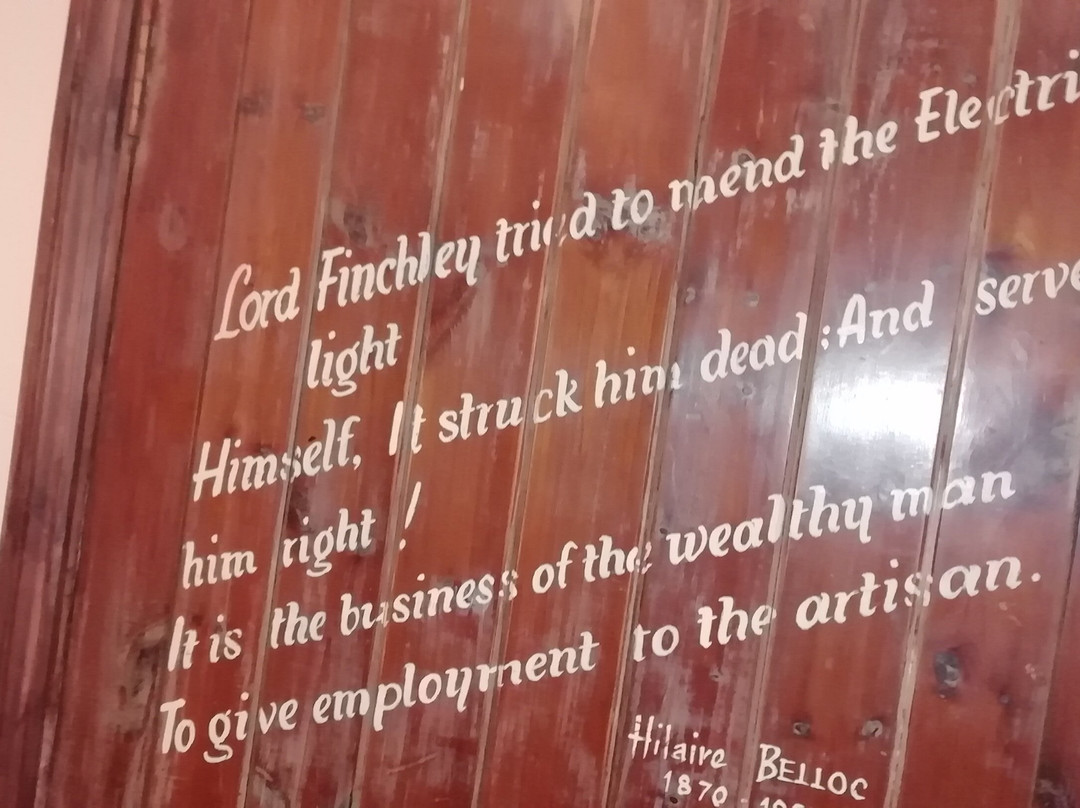 Lord Finchley tried to mend the Electri
light
Himself, It struck him dead ; And serve
him right !
It is the business of the wealthy man
To give employment to the artisan.
Hilaire BELLOC
1870 -